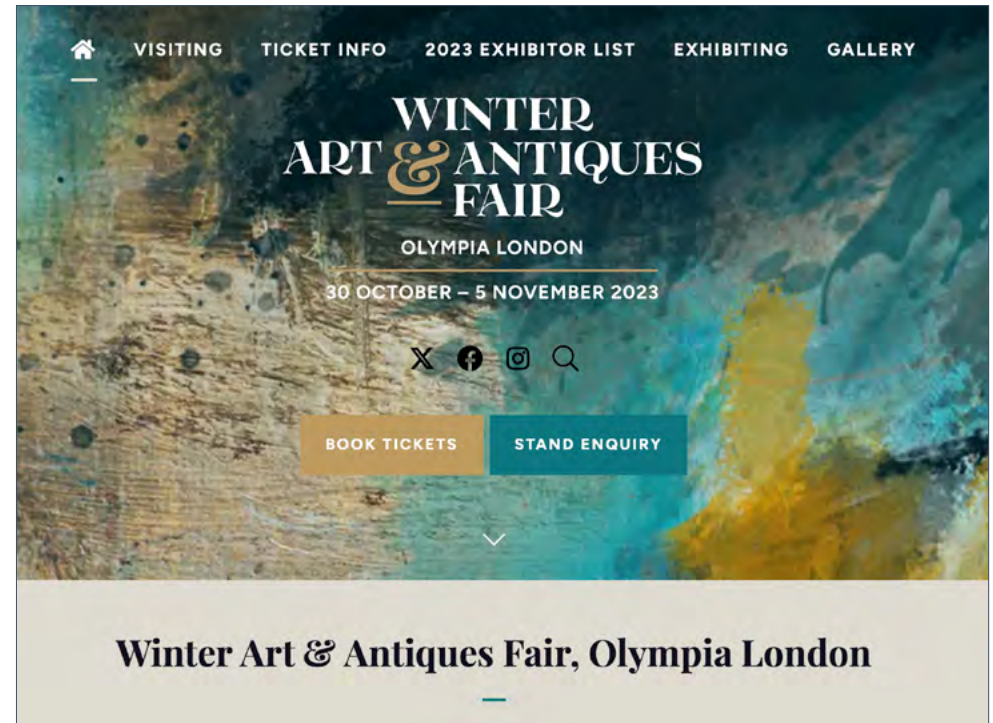 VISITING TICKET INFO 2023 EXHIBITOR LIST EXHIBITING GALLERY
WINTER
ART & ANTIQUES
FAIR
OLYMPIA LONDON
30 OCTOBER – 5 NOVEMBER 2023
BOOK TICKETS STAND ENQUIRY
Winter Art & Antiques Fair, Olympia London